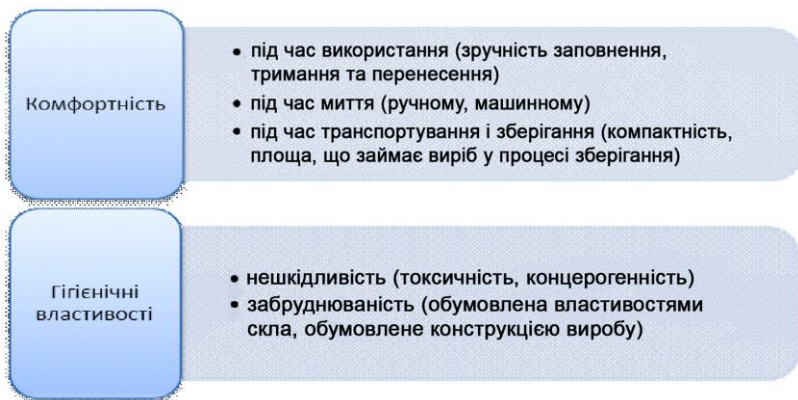 Комфортність
• під час використання (зручність заповнення,
тримання та перенесення)
• під час миття (ручному, машинному)
• під час транспортування і зберігання (компактність,
площа, що займає виріб у процесі зберігання)
Гігієнічні
властивості
• нешкідливість (токсичність, концерогенність)
• забруднюваність (обумовлена властивостями
скла, обумовлене конструкцією виробу)